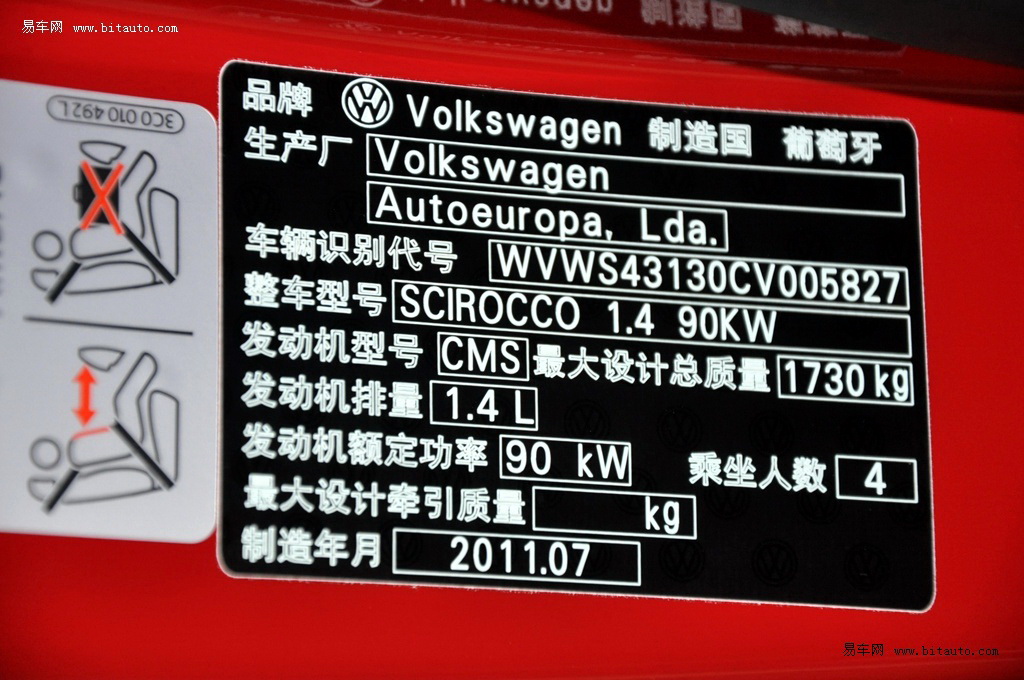 易车网 www.bitauto.com
3C0 010 492 L
品牌 Volkswagen 制造国 葡萄牙
生产厂 Volkswagen
Autoeuropa, Lda.
车辆识别代号 WVWS43130CV005827
整车型号 SCIROCCO 1.4 90KW
发动机型号 CMS 最大设计总质量 1730 kg
发动机排量 1.4 L
发动机额定功率 90 kW 乘坐人数 4
最大设计牵引质量 kg
制造年月 2011.07
易车网 www.bitauto.com